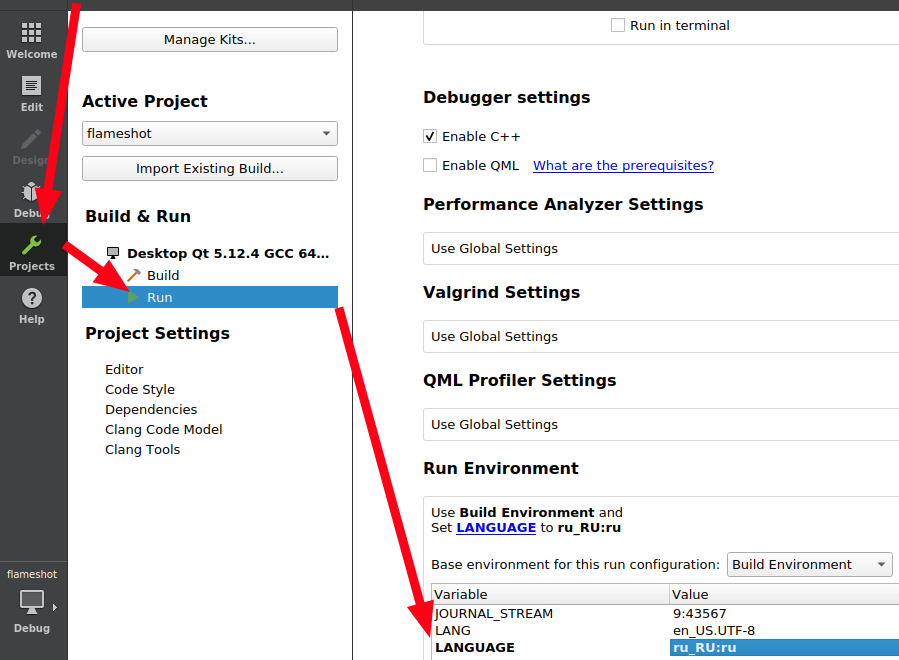 Welcome
Edit
Design
Debug
Projects
Help
flameshot
Debug
Manage Kits...
Active Project
flameshot
Import Existing Build...
Build & Run
Desktop Qt 5.12.4 GCC 64...
Build
Run
Project Settings
Editor
Code Style
Dependencies
Clang Code Model
Clang Tools
Run in terminal
Debugger settings
Enable C++
Enable QML What are the prerequisites?
Performance Analyzer Settings
Use Global Settings
Valgrind Settings
Use Global Settings
QML Profiler Settings
Use Global Settings
Run Environment
Use Build Environment and
Set LANGUAGE to ru_RU:ru
Base environment for this run configuration: Build Environment
Variable Value
JOURNAL_STREAM 9:43567
LANG en_US.UTF-8
LANGUAGE ru_RU:ru